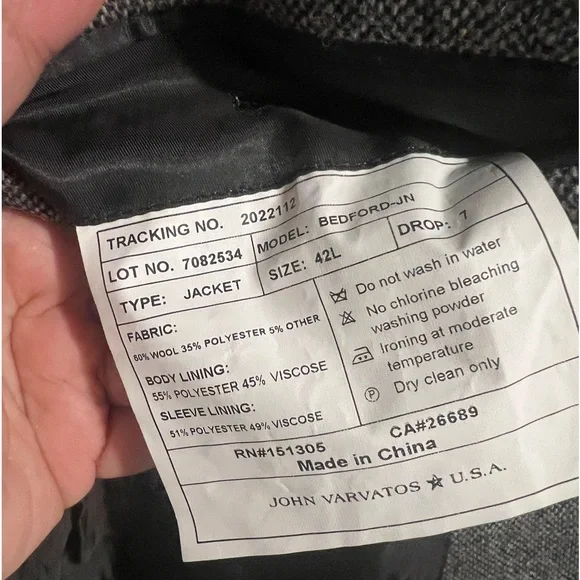 TRACKING NO. 2022112
LOT NO. 7082534
MODEL: BEDFORD-JN
TYPE: JACKET
SIZE: 42L
DROP: 7
FABRIC:
60% WOOL 35% POLYESTER 5% OTHER
BODY LINING:
55% POLYESTER 45% VISCOSE
SLEEVE LINING:
51% POLYESTER 49% VISCOSE
Do not wash in water
No chlorine bleaching
washing powder
Ironing at moderate
temperature
P Dry clean only
RN#151305 CA#26689
Made in China
JOHN VARVATOS ★ U.S.A.